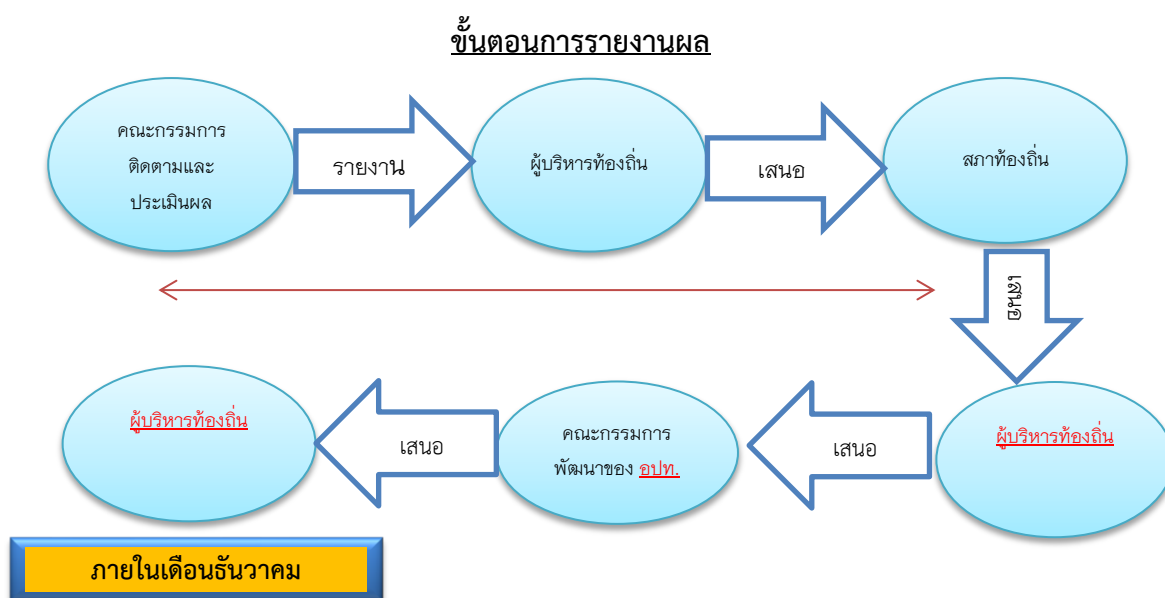 ขั้นตอนการรายงานผล
คณะกรรมการ
ติดตามและ
ประเมินผล
รายงาน
ผู้บริหารท้องถิ่น
เสนอ
สภาท้องถิ่น
เสนอ
ผู้บริหารท้องถิ่น
เสนอ
คณะกรรมการ
พัฒนาของ อปท.
เสนอ
ผู้บริหารท้องถิ่น
ภายในเดือนธันวาคม